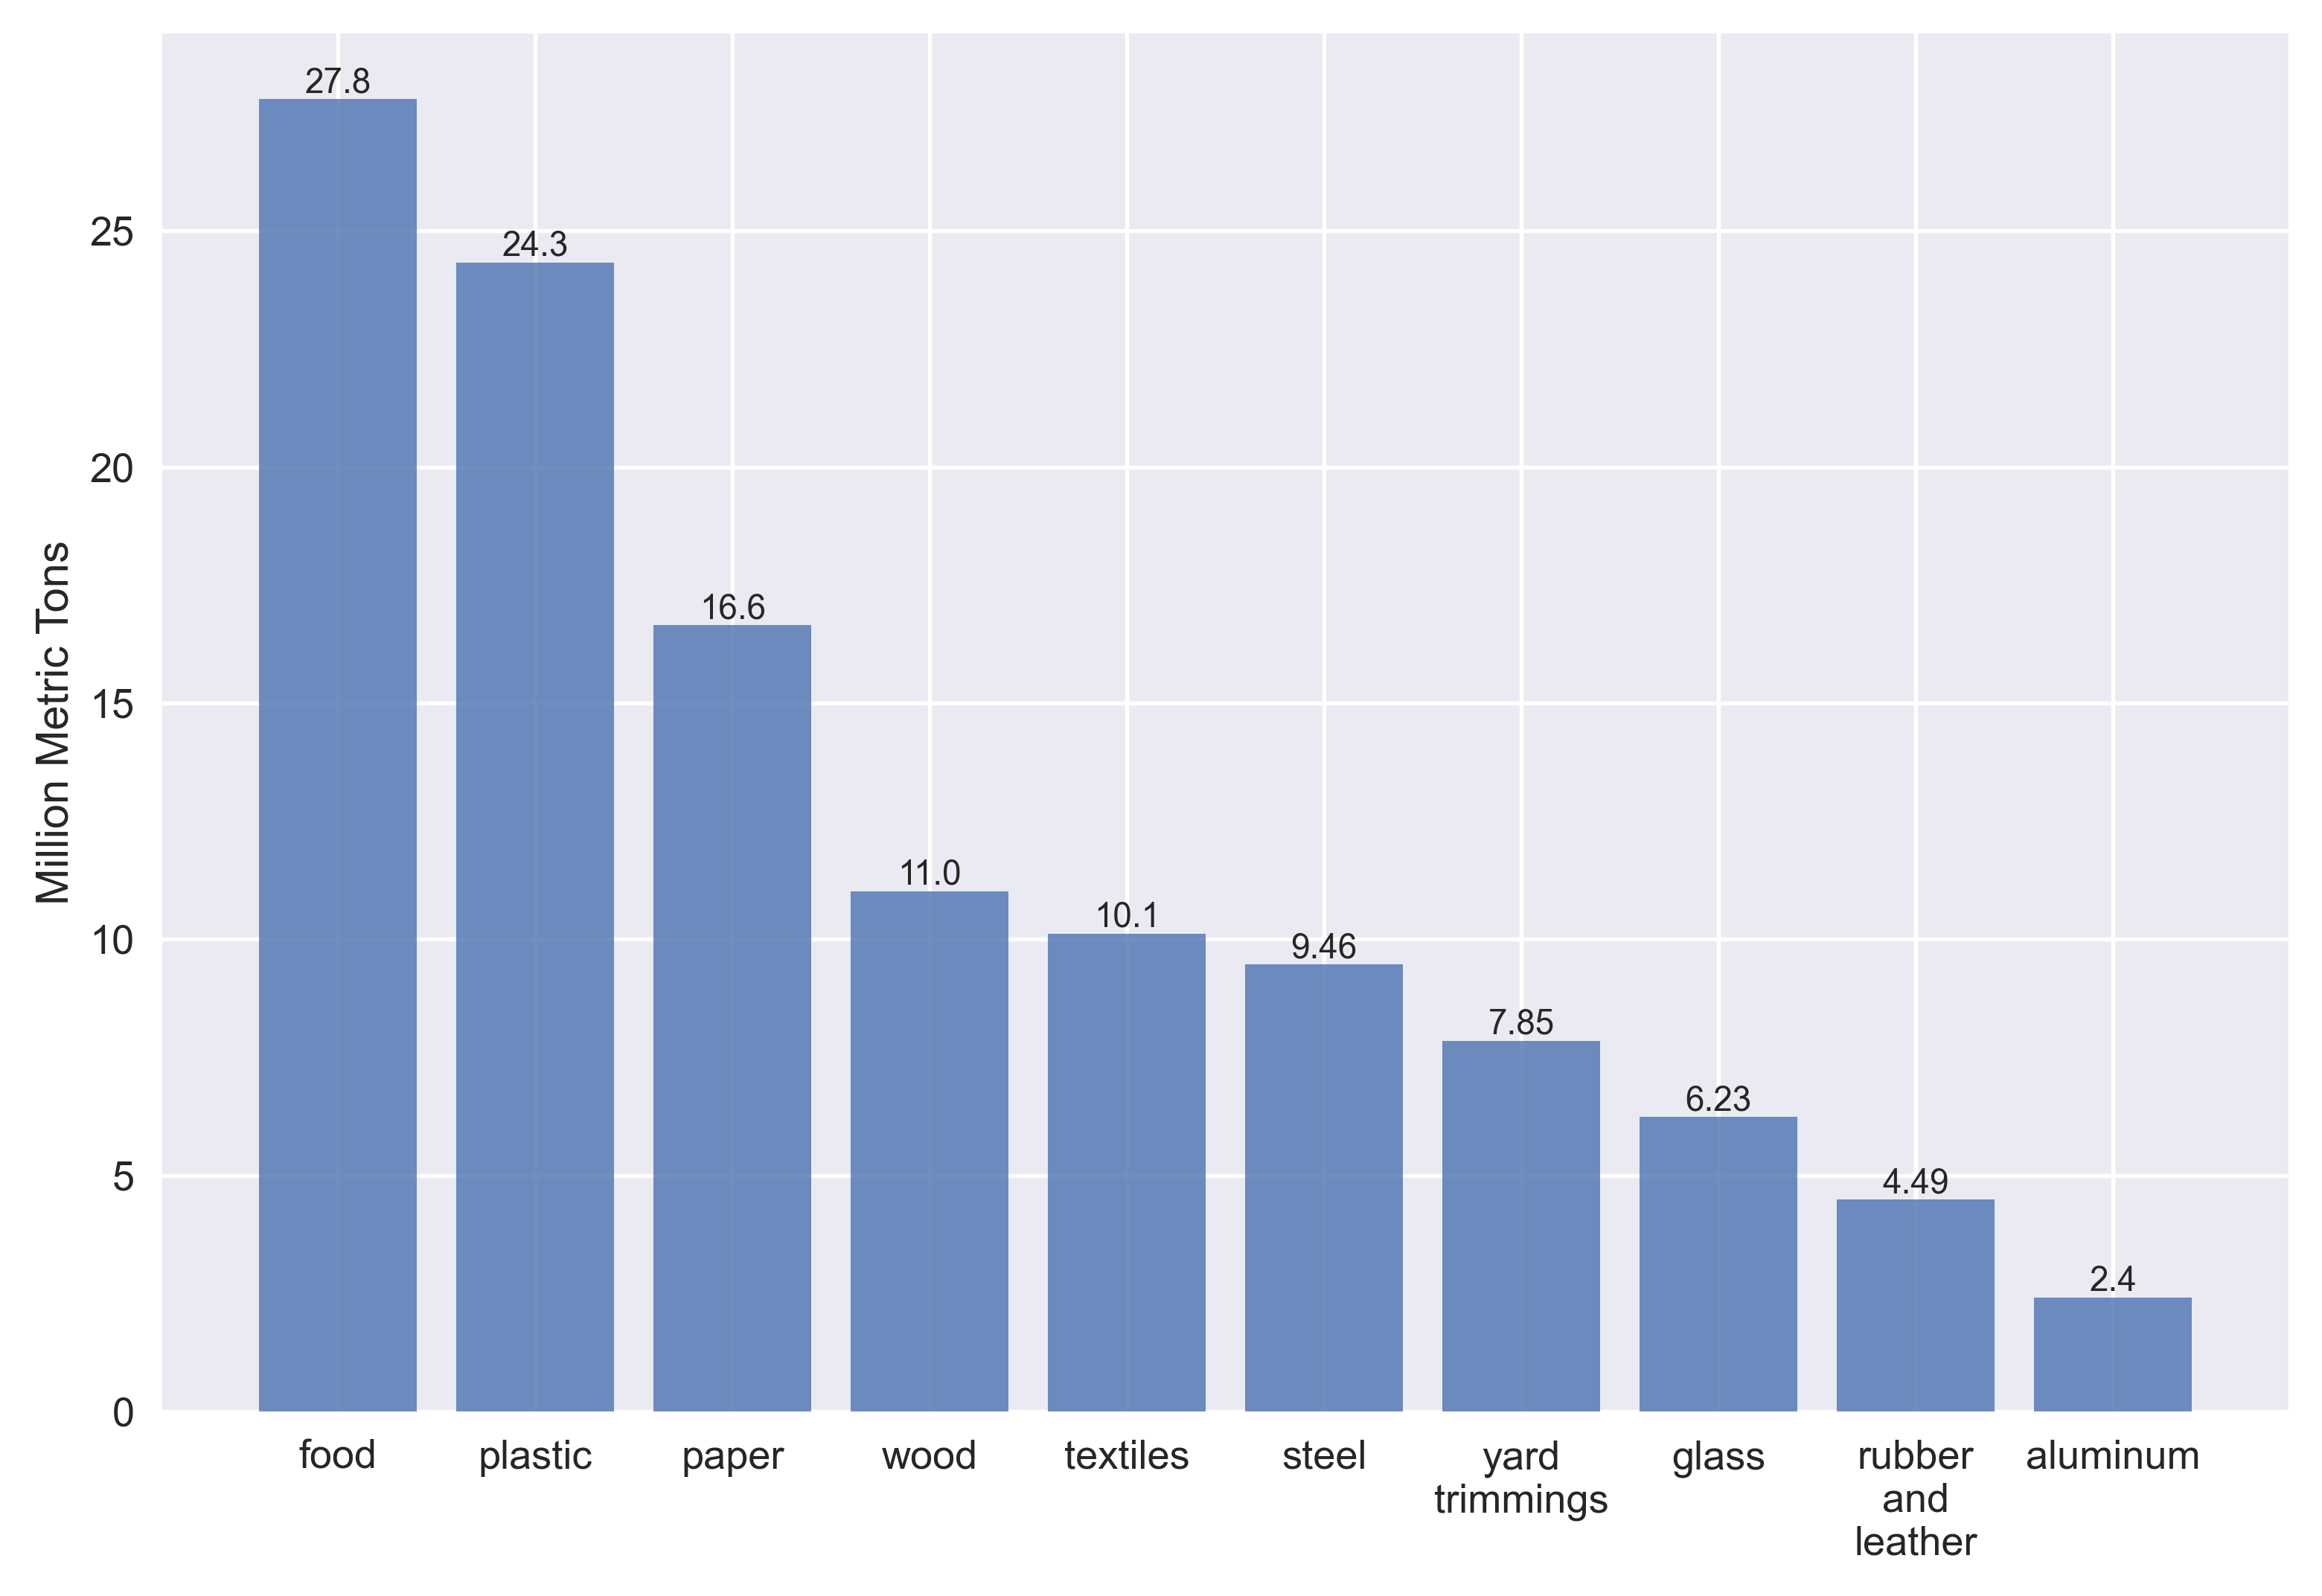 27.8
24.3
16.6
11.0
10.1
9.46
7.85
6.23
4.49
2.4
25
20
15
10
5
0
Million Metric Tons
food
plastic
paper
wood
textiles
steel
yard
trimmings
glass
rubber
and
leather
aluminum